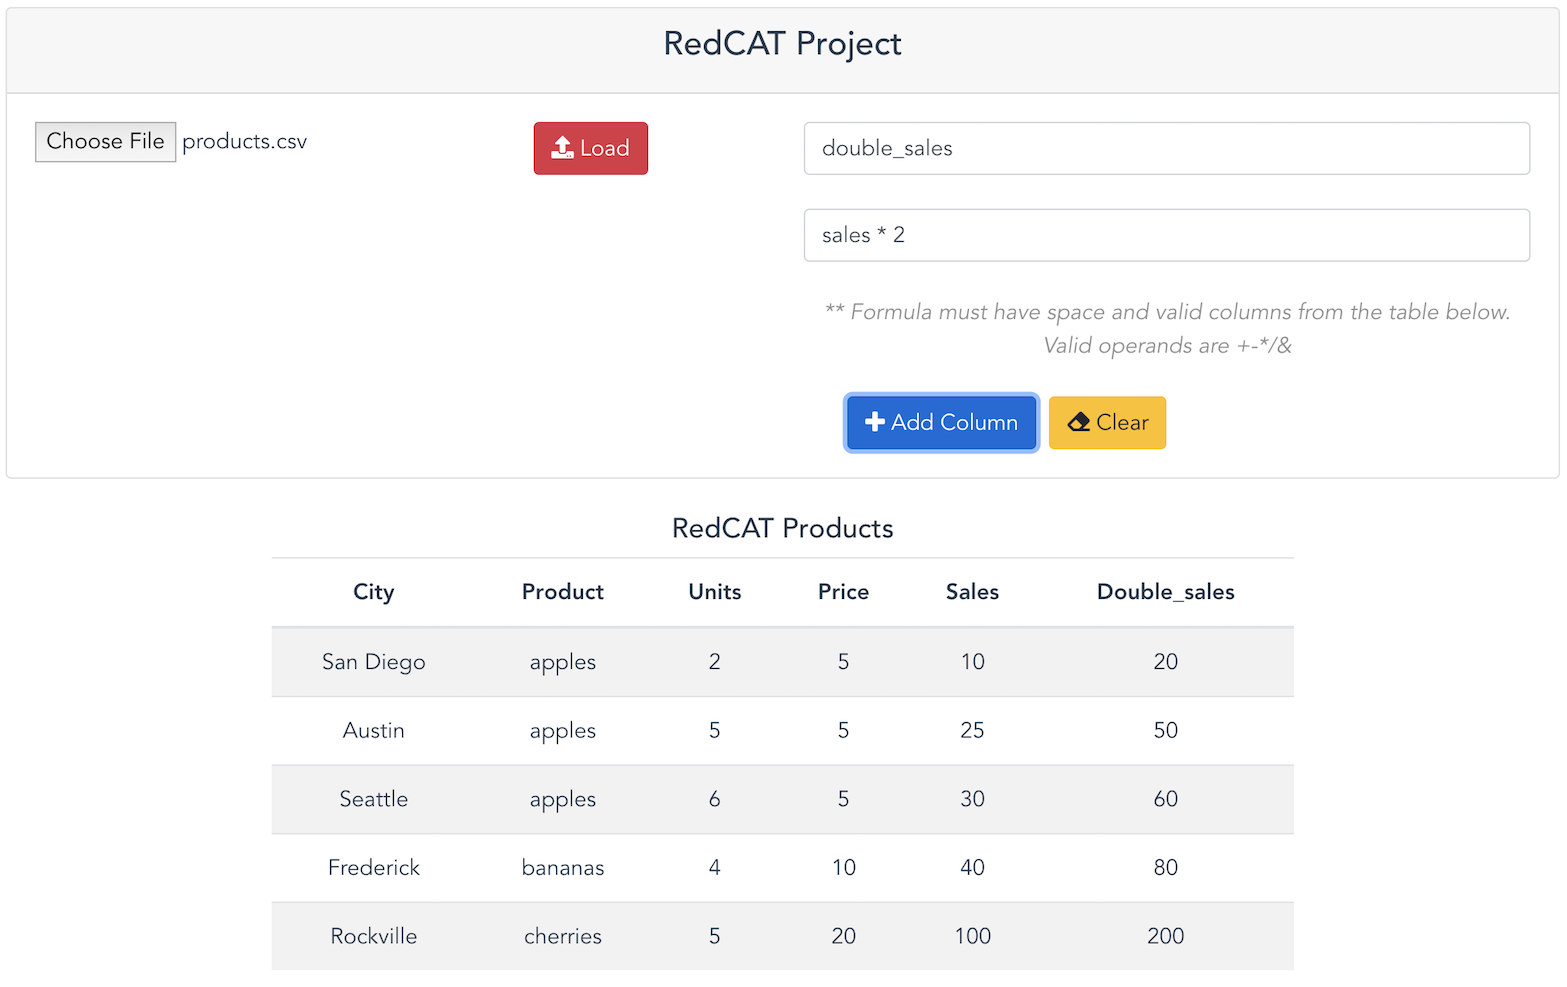 RedCAT Project
Choose File products.csv
Load
double_sales
sales * 2
** Formula must have space and valid columns from the table below.
Valid operands are +-*/&
Add Column
Clear
RedCAT Products
City Product Units Price Sales Double_sales
San Diego apples 2 5 10 20
Austin apples 5 5 25 50
Seattle apples 6 5 30 60
Frederick bananas 4 10 40 80
Rockville cherries 5 20 100 200